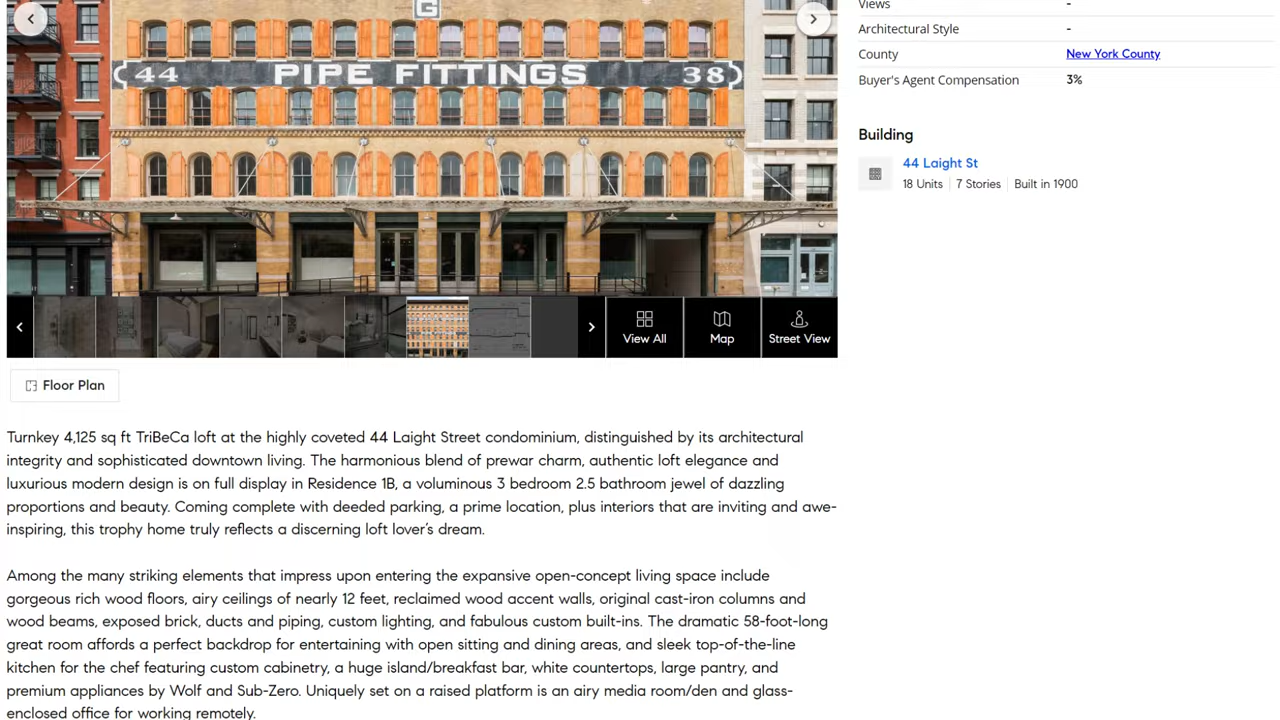 G
44 PIPE FITTINGS 38
View All
Map
Street View
Floor Plan
Turnkey 4,125 sq ft TriBeCa loft at the highly coveted 44 Laight Street condominium, distinguished by its architectural
integrity and sophisticated downtown living. The harmonious blend of prewar charm, authentic loft elegance and
luxurious modern design is on full display in Residence 1B, a voluminous 3 bedroom 2.5 bathroom jewel of dazzling
proportions and beauty. Coming complete with deeded parking, a prime location, plus interiors that are inviting and awe-
inspiring, this trophy home truly reflects a discerning loft lover’s dream.
Among the many striking elements that impress upon entering the expansive open-concept living space include
gorgeous rich wood floors, airy ceilings of nearly 12 feet, reclaimed wood accent walls, original cast-iron columns and
wood beams, exposed brick, ducts and piping, custom lighting, and fabulous custom built-ins. The dramatic 58-foot-long
great room affords a perfect backdrop for entertaining with open sitting and dining areas, and sleek top-of-the-line
kitchen for the chef featuring custom cabinetry, a huge island/breakfast bar, white countertops, large pantry, and
premium appliances by Wolf and Sub-Zero. Uniquely set on a raised platform is an airy media room/den and glass-
enclosed office for working remotely.
Views -
Architectural Style -
County New York County
Buyer's Agent Compensation 3%
Building
44 Laight St
18 Units 7 Stories Built in 1900